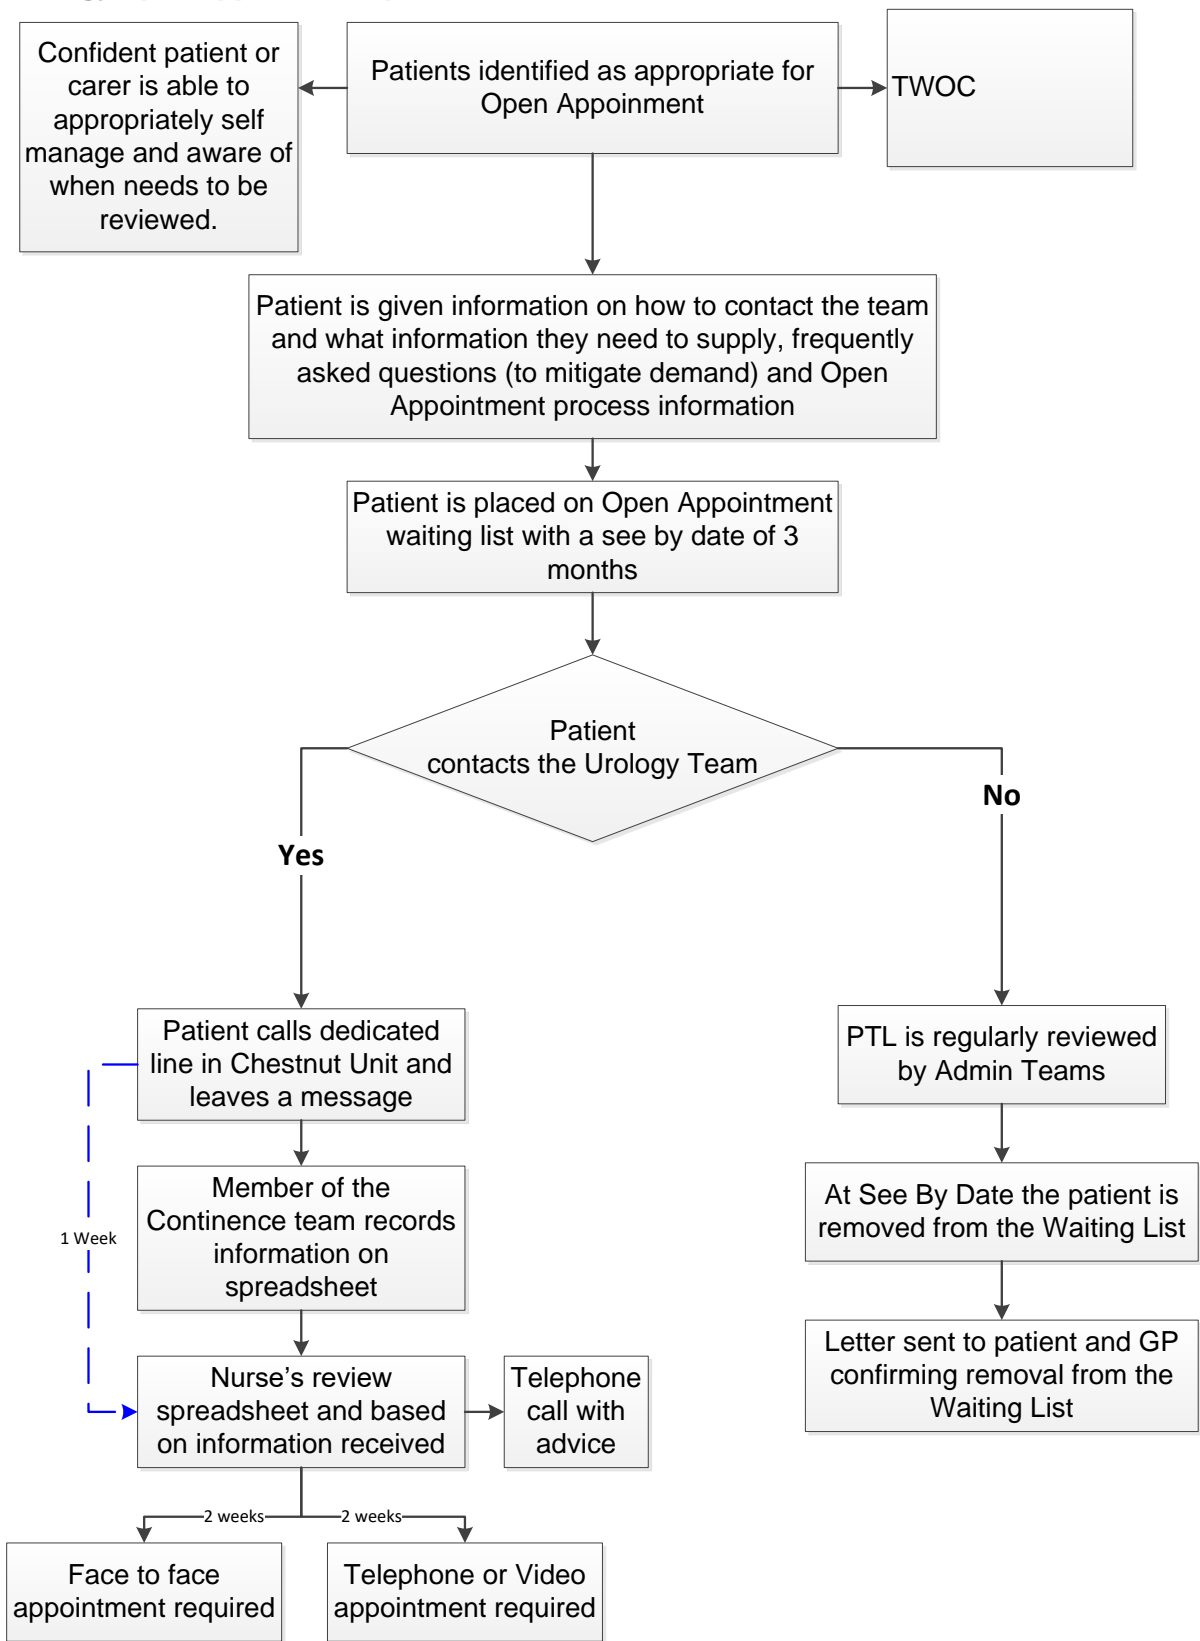 Confident patient or
carer is able to
appropriately self
manage and aware of
when needs to be
reviewed.
Patients identified as appropriate for
Open Appoinment
TWOC
Patient is given information on how to contact the team
and what information they need to supply, frequently
asked questions (to mitigate demand) and Open
Appointment process information
Patient is placed on Open Appointment
waiting list with a see by date of 3
months
Patient
contacts the Urology Team
Yes
No
Patient calls dedicated
line in Chestnut Unit and
leaves a message
Member of the
Continence team records
information on
spreadsheet
1 Week
Nurse's review
spreadsheet and based
on information received
Telephone
call with
advice
2 weeks
2 weeks
Face to face
appointment required
Telephone or Video
appointment required
PTL is regularly reviewed
by Admin Teams
At See By Date the patient is
removed from the Waiting List
Letter sent to patient and GP
confirming removal from the
Waiting List